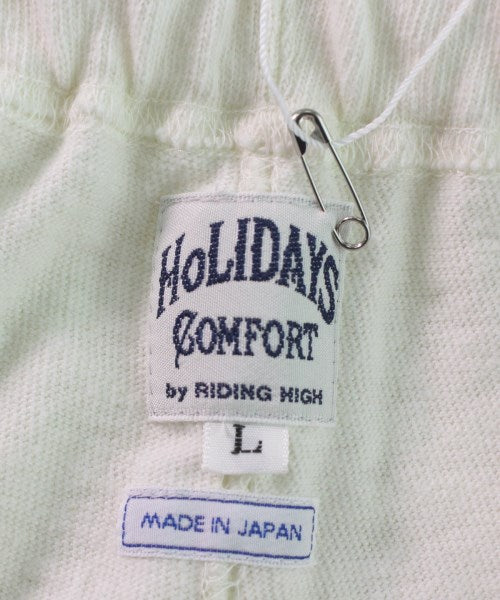 HoLIDAYS
COMFORT
by RIDING HIGH
L
MADE IN JAPAN